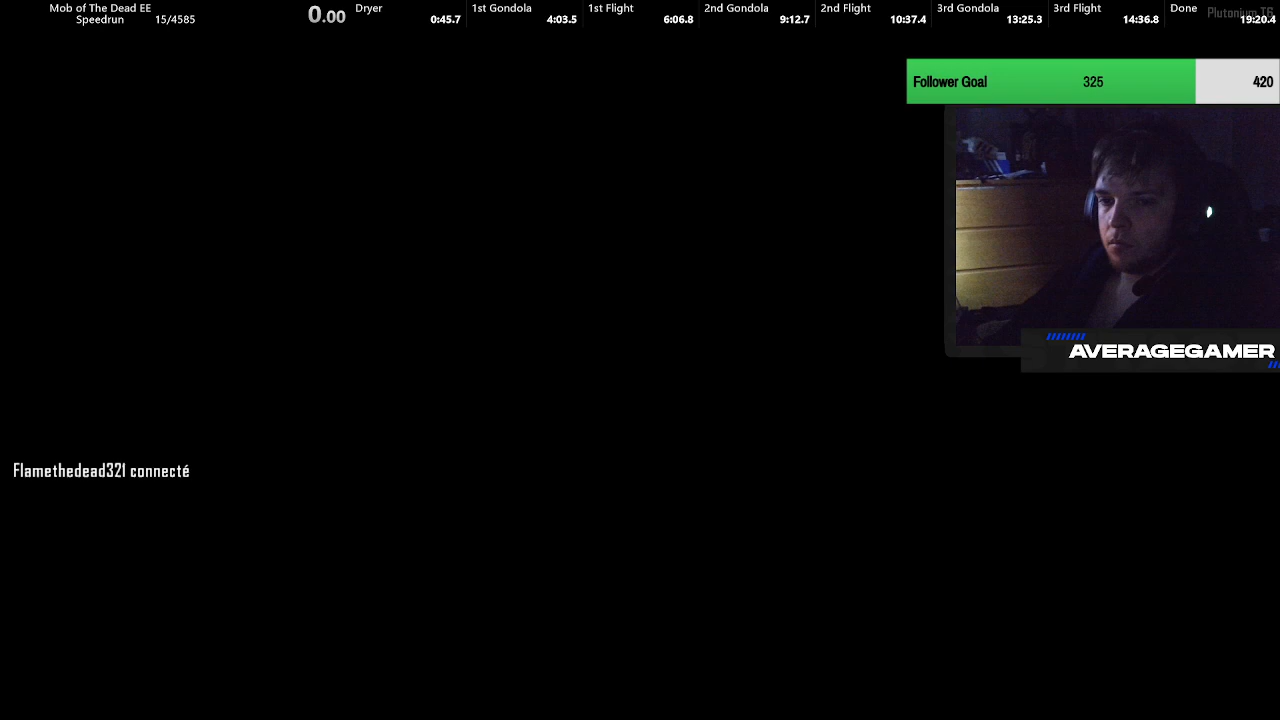 Mob of The Dead EE
Speedrun 15/4585
0.00
Dryer
0:45.7
1st Gondola
4:03.5
1st Flight
6:06.8
2nd Gondola
9:12.7
2nd Flight
10:37.4
3rd Gondola
13:25.3
3rd Flight
14:36.8
Done
19:20.4
Plutonium T6
Follower Goal 325 420
AVERAGEGAMER
Flamethedead321 connecté